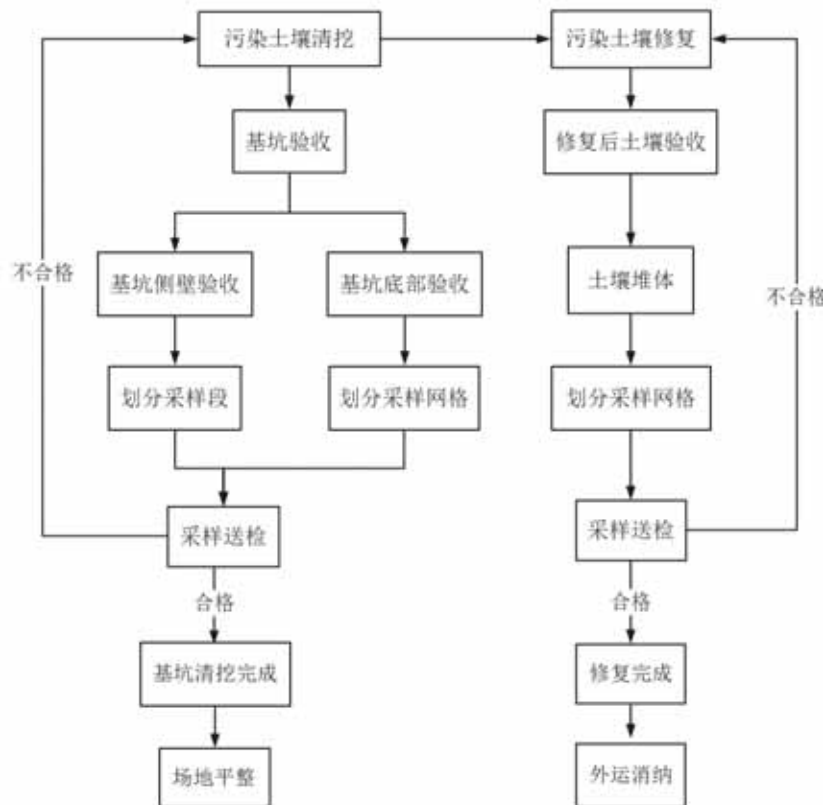 污染土壤清挖
污染土壤修复
基坑验收
修复后土壤验收
不合格
基坑侧壁验收
基坑底部验收
土壤堆体
不合格
划分采样段
划分采样网格
划分采样网格
采样送检
采样送检
合格
合格
基坑清挖完成
修复完成
场地平整
外运消纳